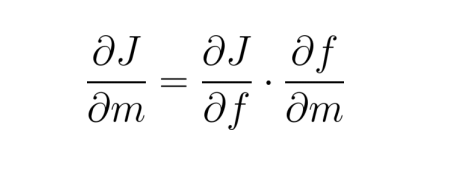 ∂J/∂m = ∂J/∂f · ∂f/∂m